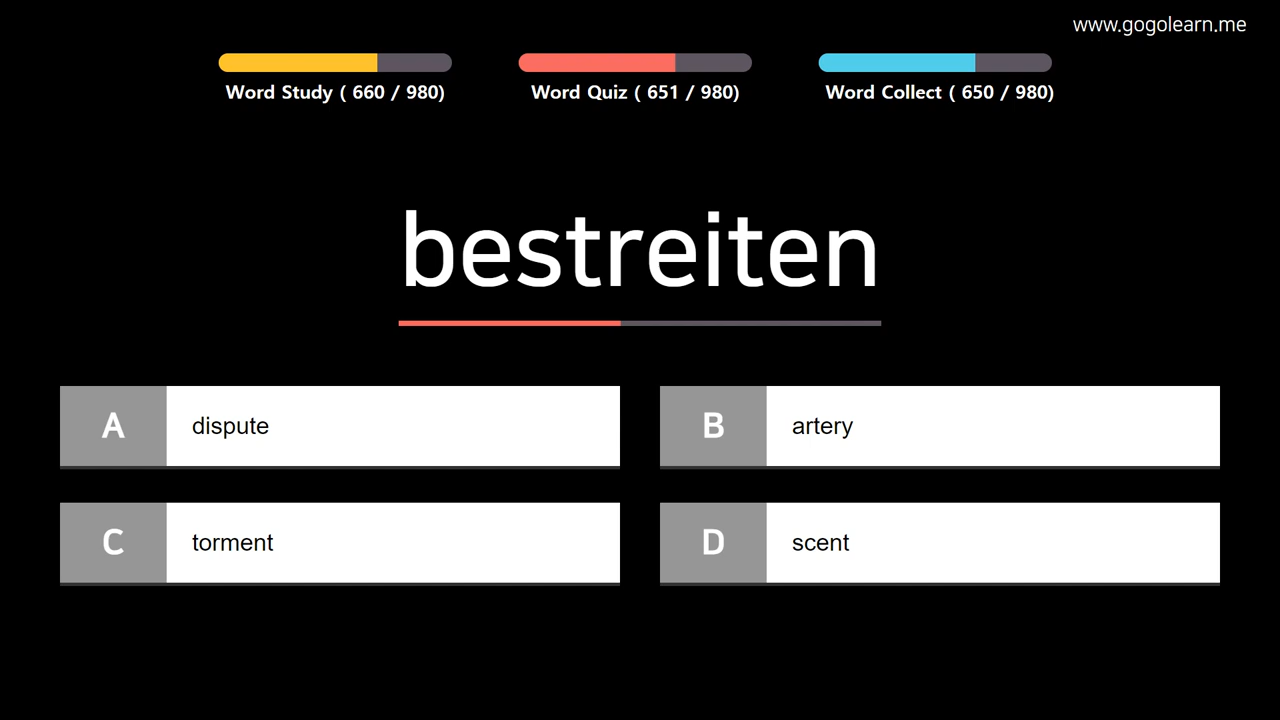 www.gogolearn.me
Word Study ( 660 / 980)
Word Quiz ( 651 / 980)
Word Collect ( 650 / 980)
bestreiten
A dispute
B artery
C torment
D scent